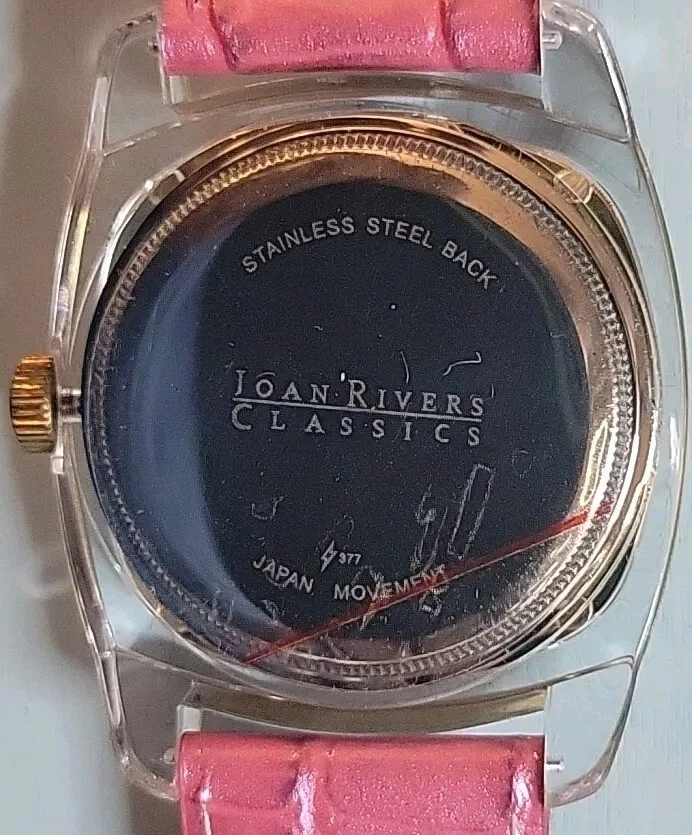 STAINLESS STEEL BACK
JOAN RIVERS
CLASSICS
377
JAPAN MOVEMENT